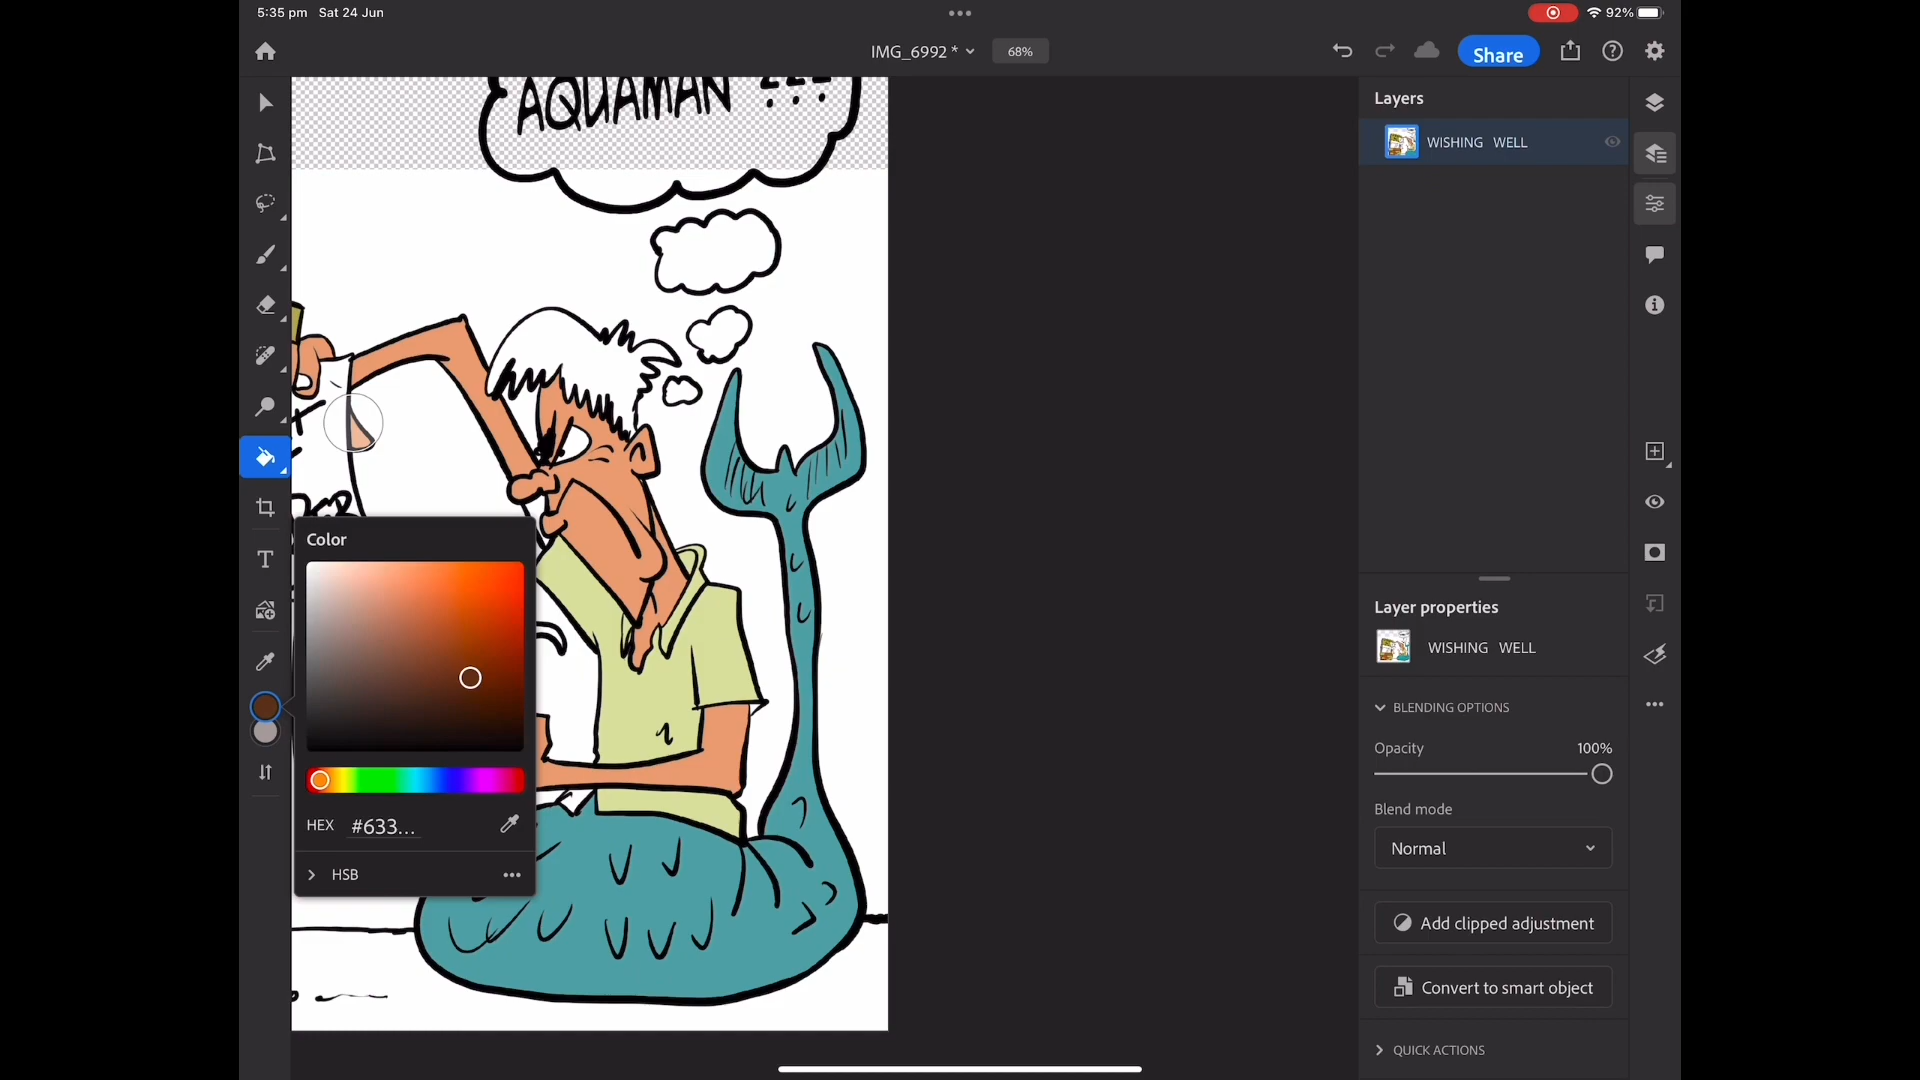 5:35 pm Sat 24 Jun
92%
IMG_6992 *
68%
Share
AQUAMAN
Layers
WISHING WELL
Color
HEX #633...
HSB
Layer properties
WISHING WELL
BLENDING OPTIONS
Opacity 100%
Blend mode
Normal
Add clipped adjustment
Convert to smart object
QUICK ACTIONS